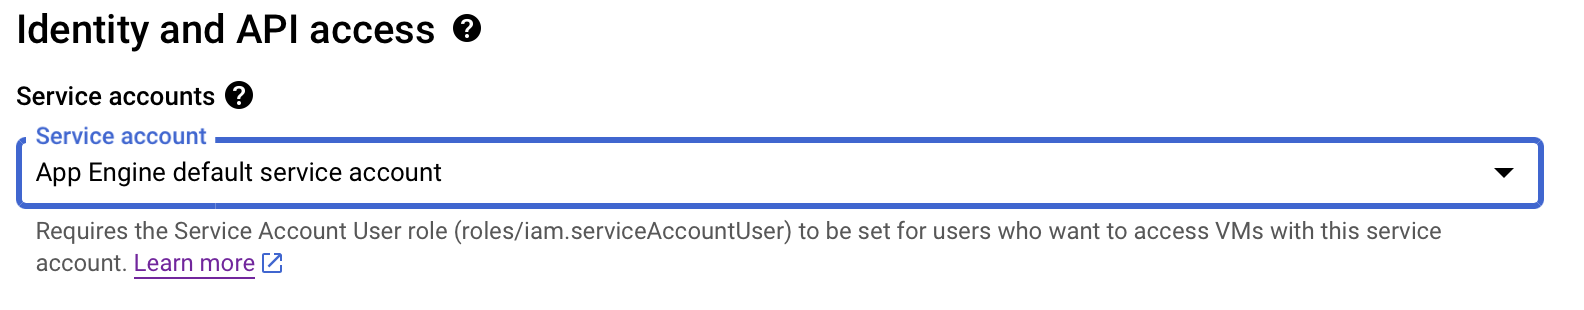 Identity and API access
Service accounts
Service account
App Engine default service account
Requires the Service Account User role (roles/iam.serviceAccountUser) to be set for users who want to access VMs with this service
account. Learn more